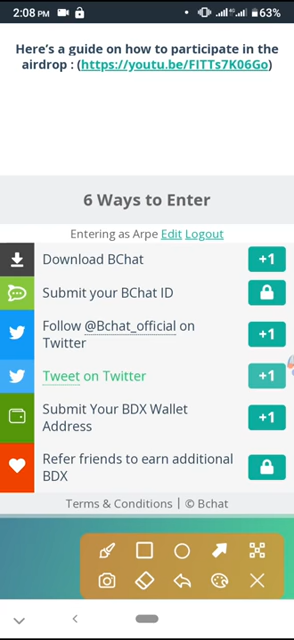 2:08 PM 63%
Here's a guide on how to participate in the
airdrop : (https://youtu.be/FITTs7K06Go)
6 Ways to Enter
Entering as Arpe Edit Logout
Download BChat +1
Submit your BChat ID
Follow @Bchat_official on
Twitter +1
Tweet on Twitter +1
Submit Your BDX Wallet
Address +1
Refer friends to earn additional
BDX
Terms & Conditions | © Bchat